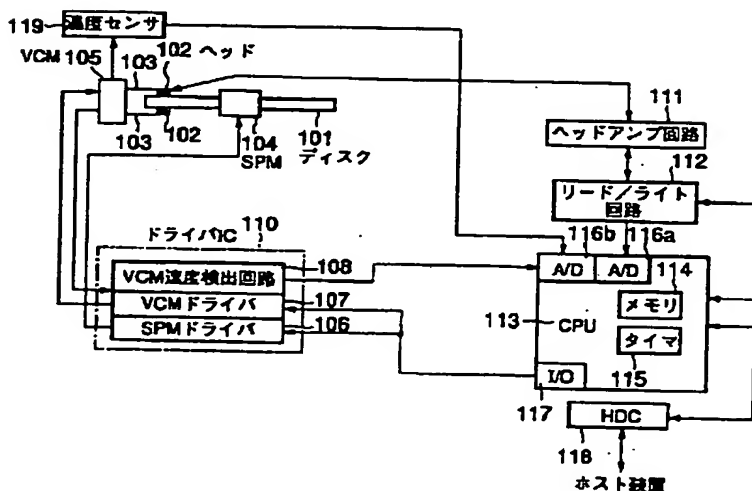 119
温度センサ
VCM 105
103
102 ヘッド
103
102
104
SPM
101
ディスク
111
ヘッドアンプ回路
112
リード／ライト
回路
ドライバIC
110
VCM速度検出回路
108
VCMドライバ
107
SPMドライバ
106
116b
116a
A/D
A/D
114
メモリ
113
CPU
タイマ
115
I/O
117
HDC
118
ホスト装置